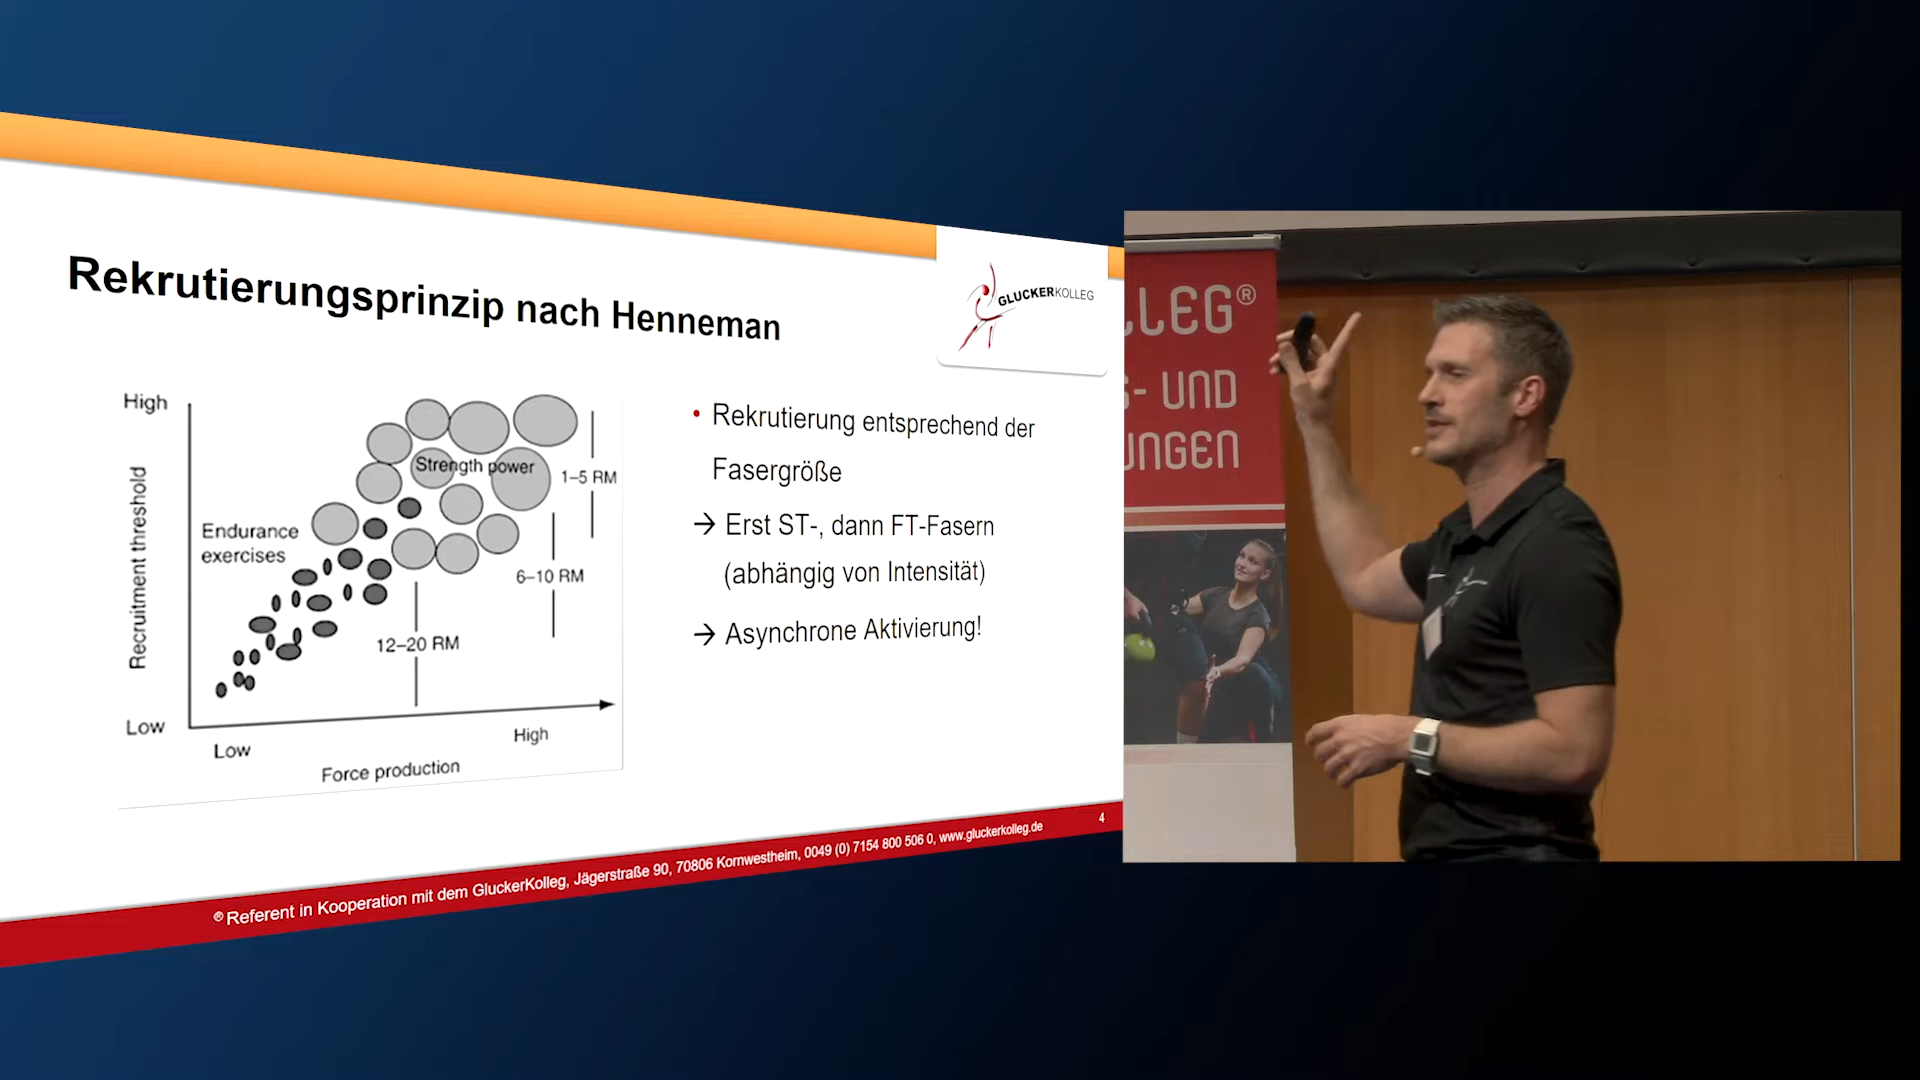 Rekrutierungsprinzip nach Henneman
GLUCKERKOLLEG
High
Recruitment threshold
Low
Endurance
exercises
Strength power
1–5 RM
6–10 RM
12–20 RM
Low
High
Force production
• Rekrutierung entsprechend der
Fasergröße
→ Erst ST-, dann FT-Fasern
(abhängig von Intensität)
→ Asynchrone Aktivierung!
4
® Referent in Kooperation mit dem GluckerKolleg, Jägerstraße 90, 70806 Kornwestheim, 0049 (0) 7154 800 506 0, www.gluckerkolleg.de
LLEG®
- UND
UNGEN